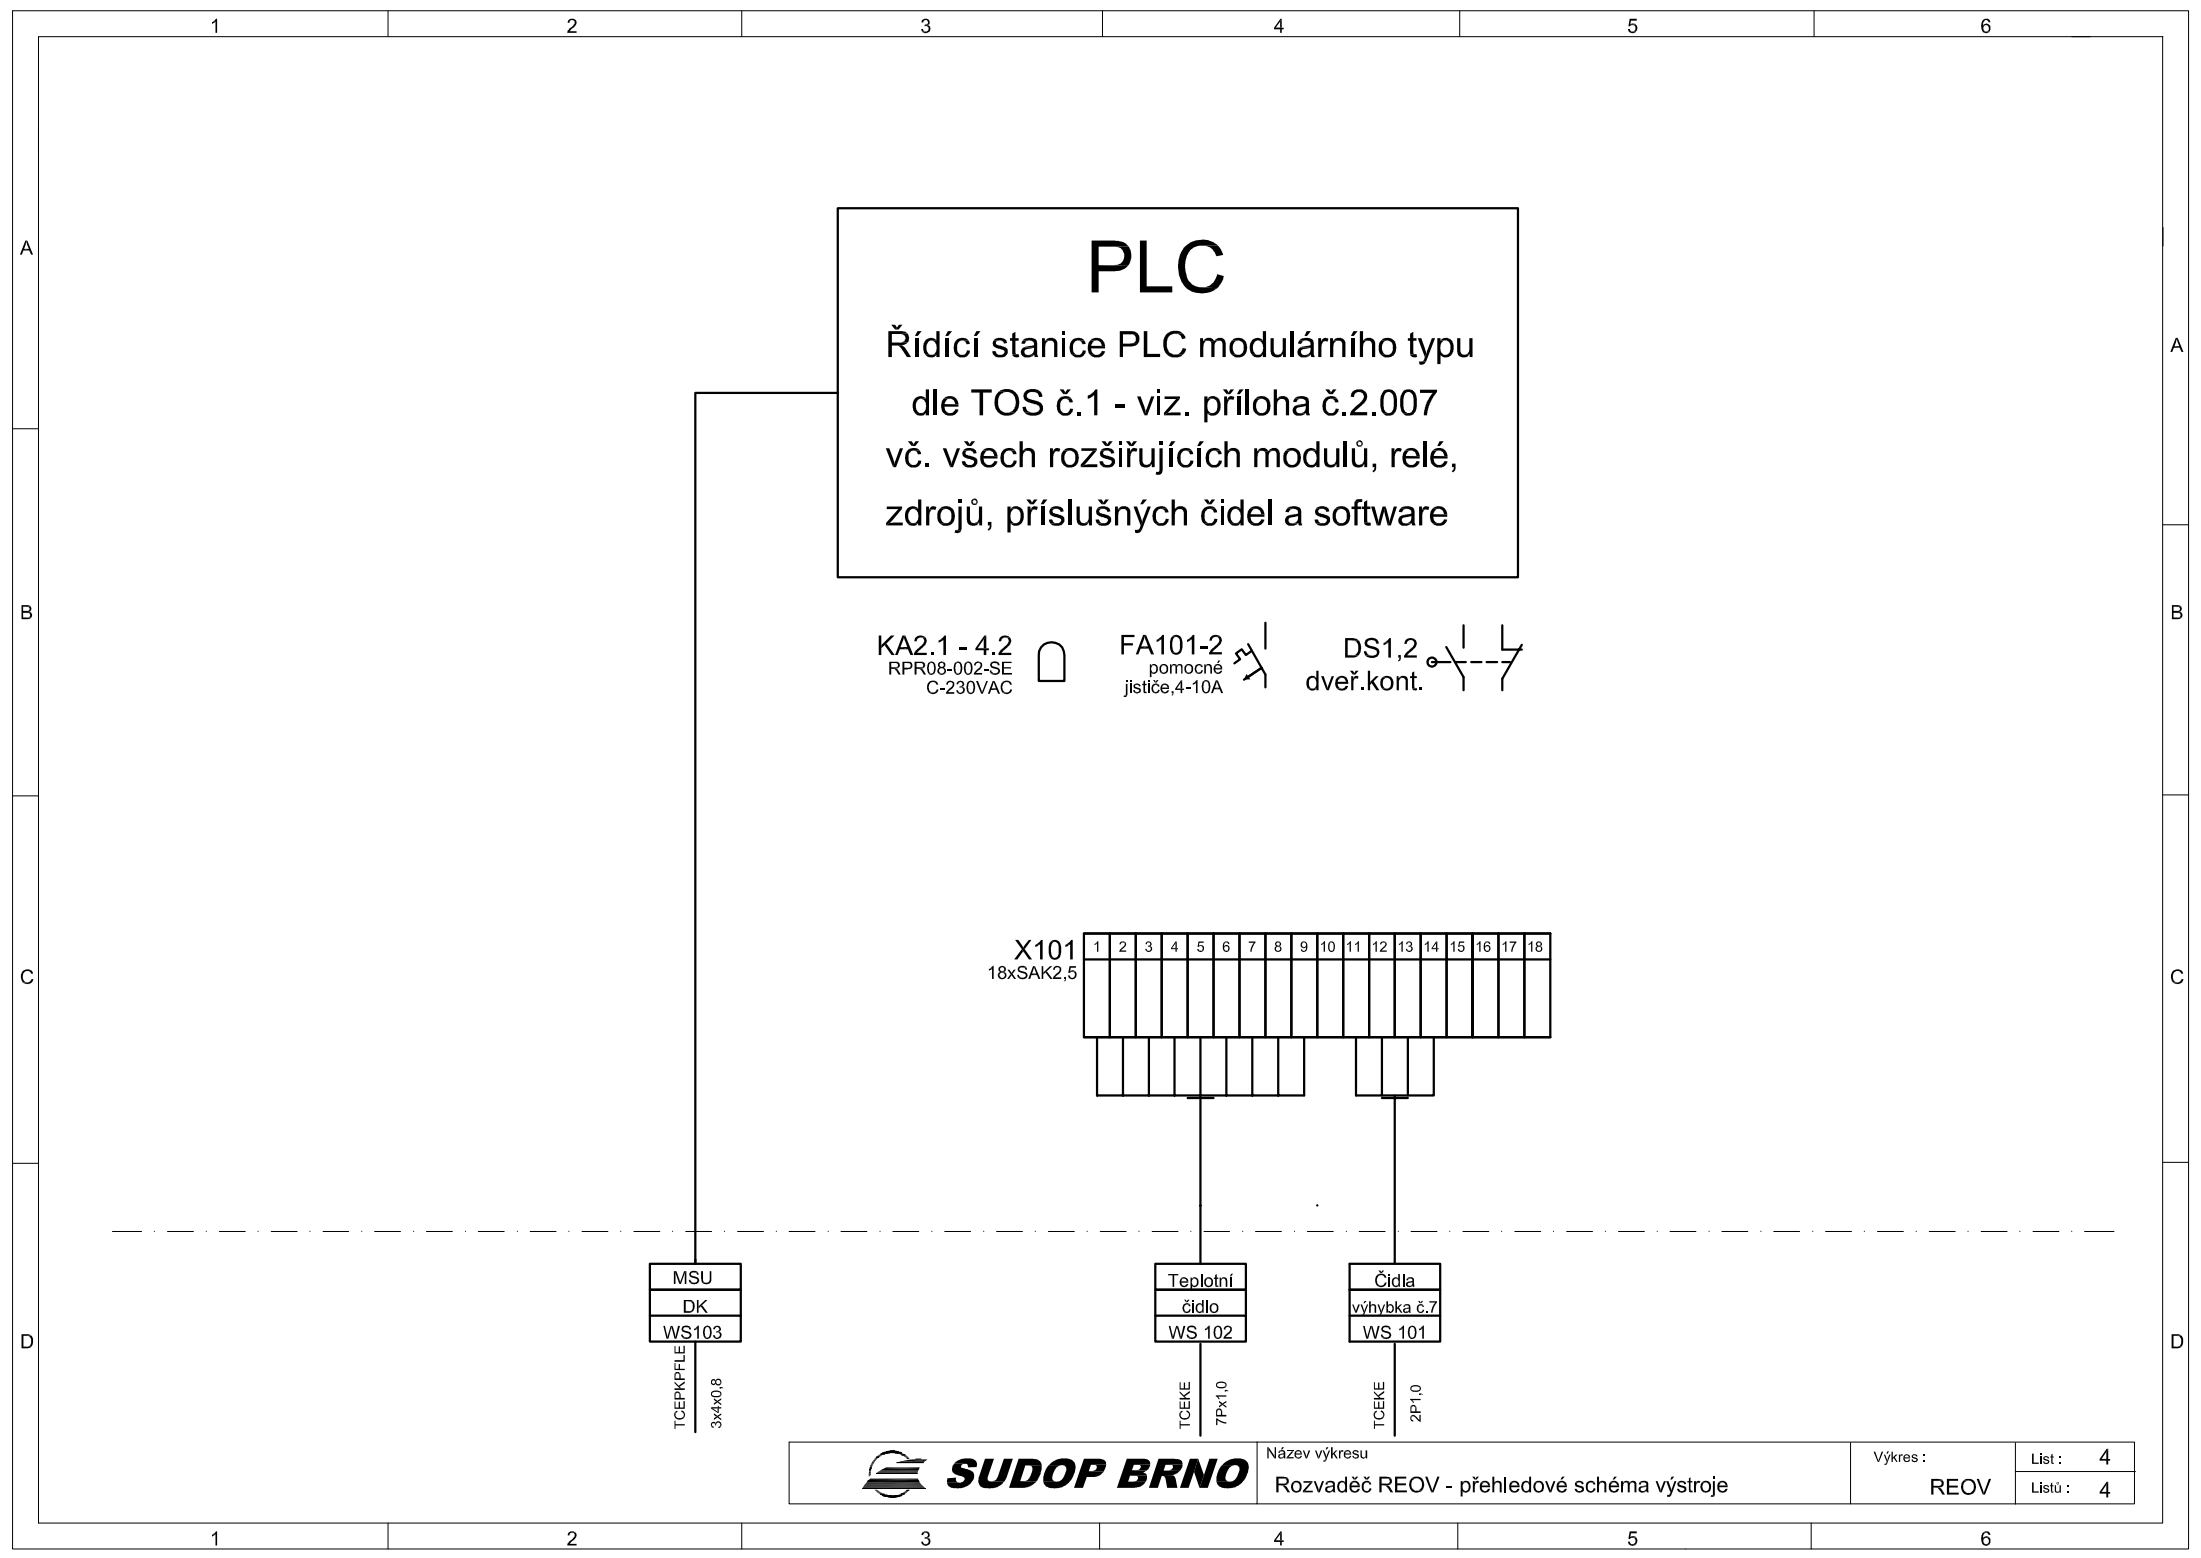 1 2 3 4 5 6
A
A
B
B
C
C
D
D
PLC
Řídící stanice PLC modulárního typu
dle TOS č.1 - viz. příloha č.2.007
vč. všech rozšiřujících modulů, relé,
zdrojů, příslušných čidel a software
KA2.1 - 4.2
RPR08-002-SE
C-230VAC
FA101-2
pomocné
jističe,4-10A
DS1,2
dveř.kont.
X101
18xSAK2,5
1 2 3 4 5 6 7 8 9 10 11 12 13 14 15 16 17 18
MSU
DK
WS103
TCEPKPFLE
3x4x0,8
Teplotní
čidlo
WS 102
TCEKE
7Px1,0
Čidla
výhybka č.7
WS 101
TCEKE
2P1,0
SUDOP BRNO
Název výkresu
Rozvaděč REOV - přehledové schéma výstroje
Výkres :
REOV
List : 4
Listů : 4
1 2 3 4 5 6